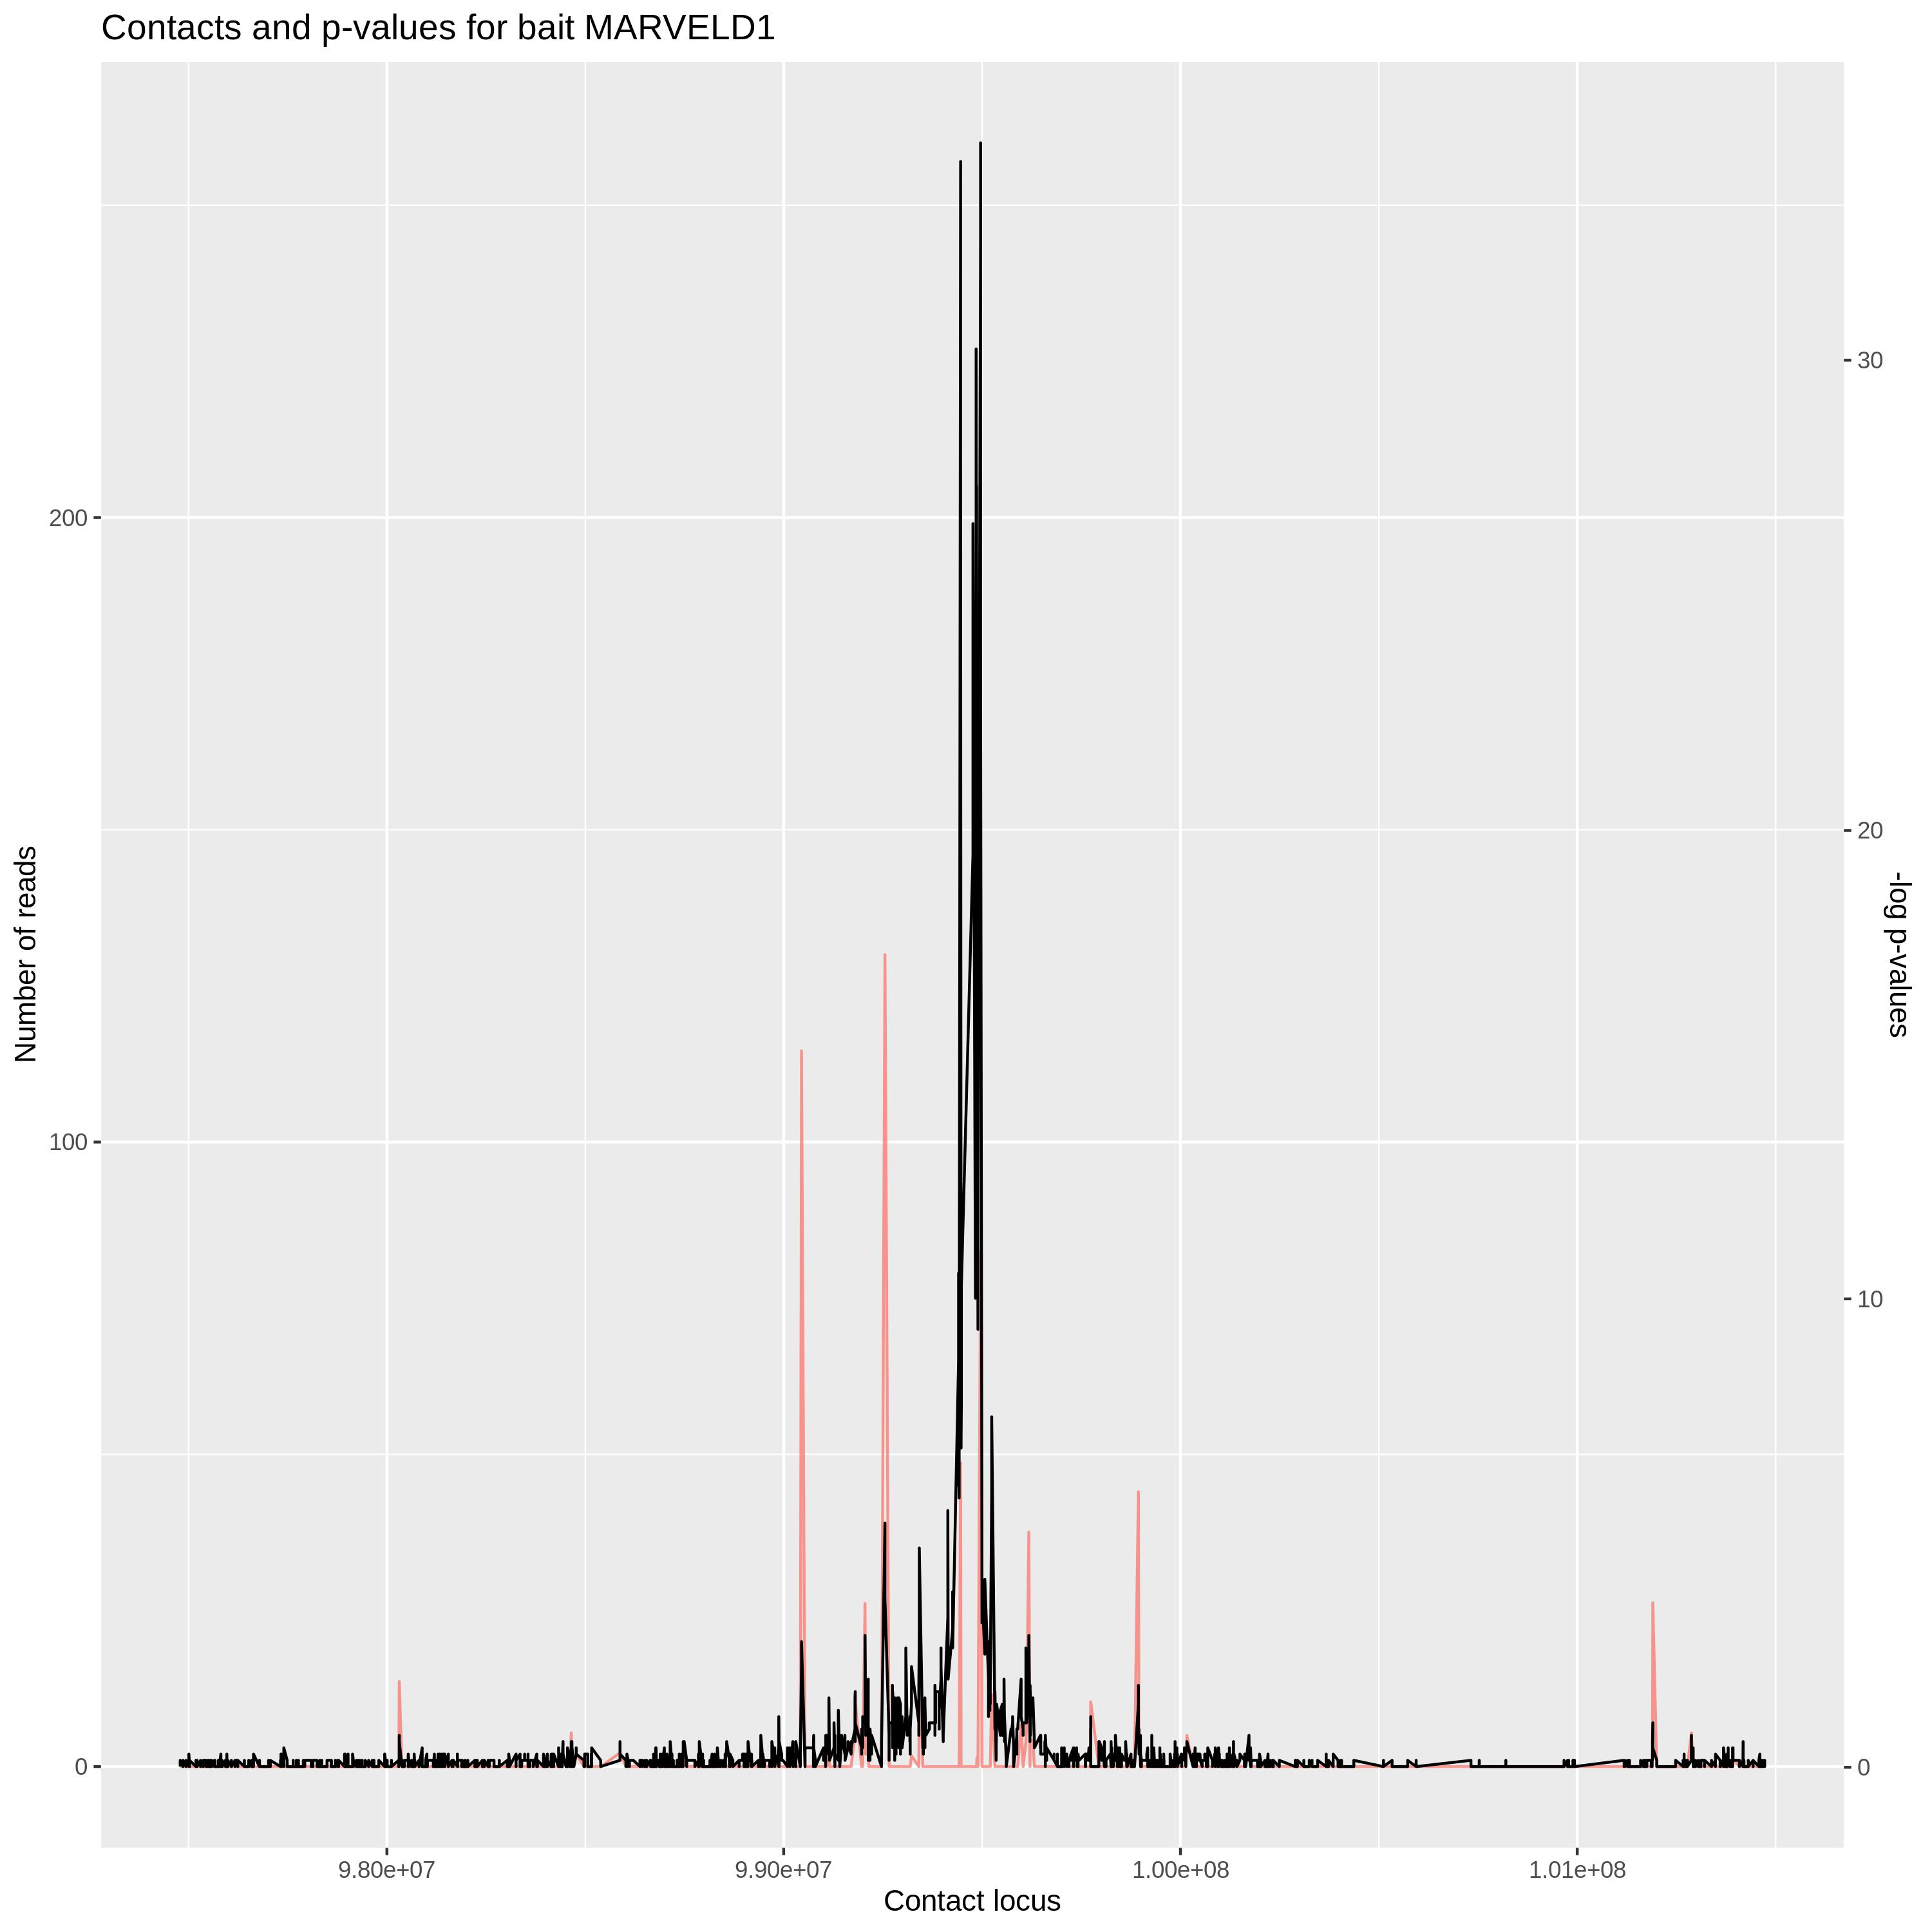 Contacts and p-values for bait MARVELD1
Number of reads
200
100
0
30
20
10
0
-log p-values
9.80e+07
9.90e+07
1.00e+08
1.01e+08
Contact locus